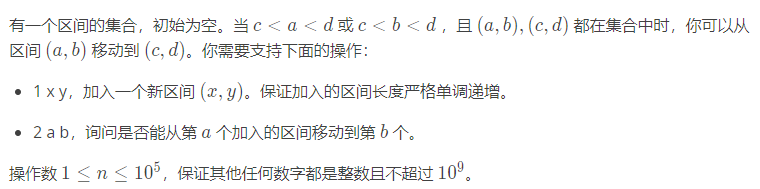 有一个区间的集合，初始为空。当 c < a < d 或 c < b < d ，且 (a, b), (c, d) 都在集合中时，你可以从
区间 (a, b) 移动到 (c, d)。你需要支持下面的操作：
• 1 x y，加入一个新区间 (x, y)。保证加入的区间长度严格单调递增。
• 2 a b，询问是否能从第 a 个加入的区间移动到第 b 个。
操作数 1 ≤ n ≤ 10⁵，保证其他任何数字都是整数且不超过 10⁹。